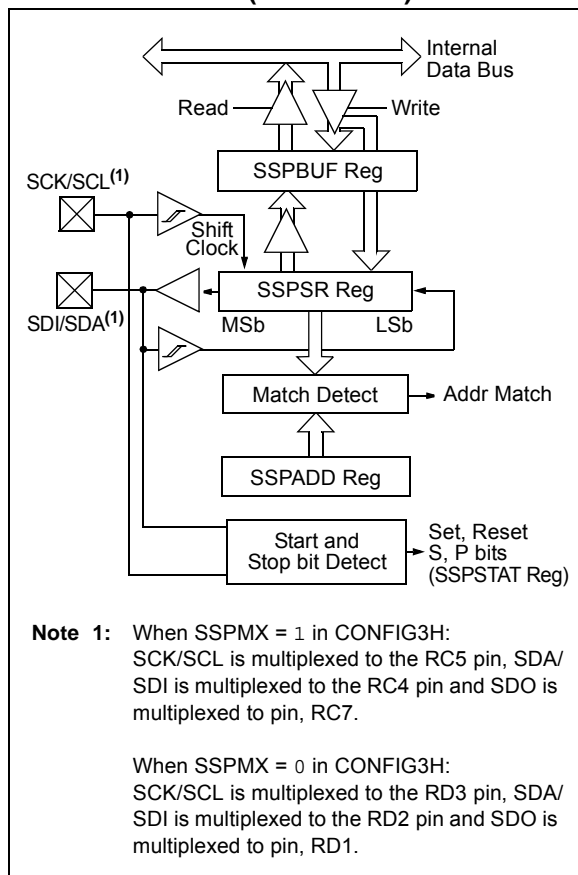 Internal
Data Bus
Read
Write
SSPBUF Reg
SCK/SCL(1)
Shift
Clock
SSPSR Reg
SDI/SDA(1)
MSb
LSb
Match Detect
Addr Match
SSPADD Reg
Start and
Stop bit Detect
Set, Reset
S, P bits
(SSPSTAT Reg)
Note 1: When SSPMX = 1 in CONFIG3H:
SCK/SCL is multiplexed to the RC5 pin, SDA/
SDI is multiplexed to the RC4 pin and SDO is
multiplexed to pin, RC7.
When SSPMX = 0 in CONFIG3H:
SCK/SCL is multiplexed to the RD3 pin, SDA/
SDI is multiplexed to the RD2 pin and SDO is
multiplexed to pin, RD1.